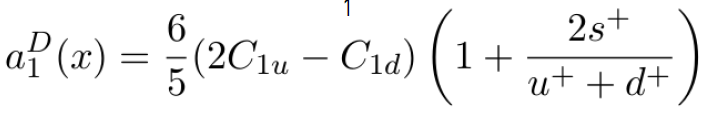 1
a_1^D(x) = \frac{6}{5}(2C_{1u} - C_{1d}) \left(1 + \frac{2s^+}{u^+ + d^+}\right)